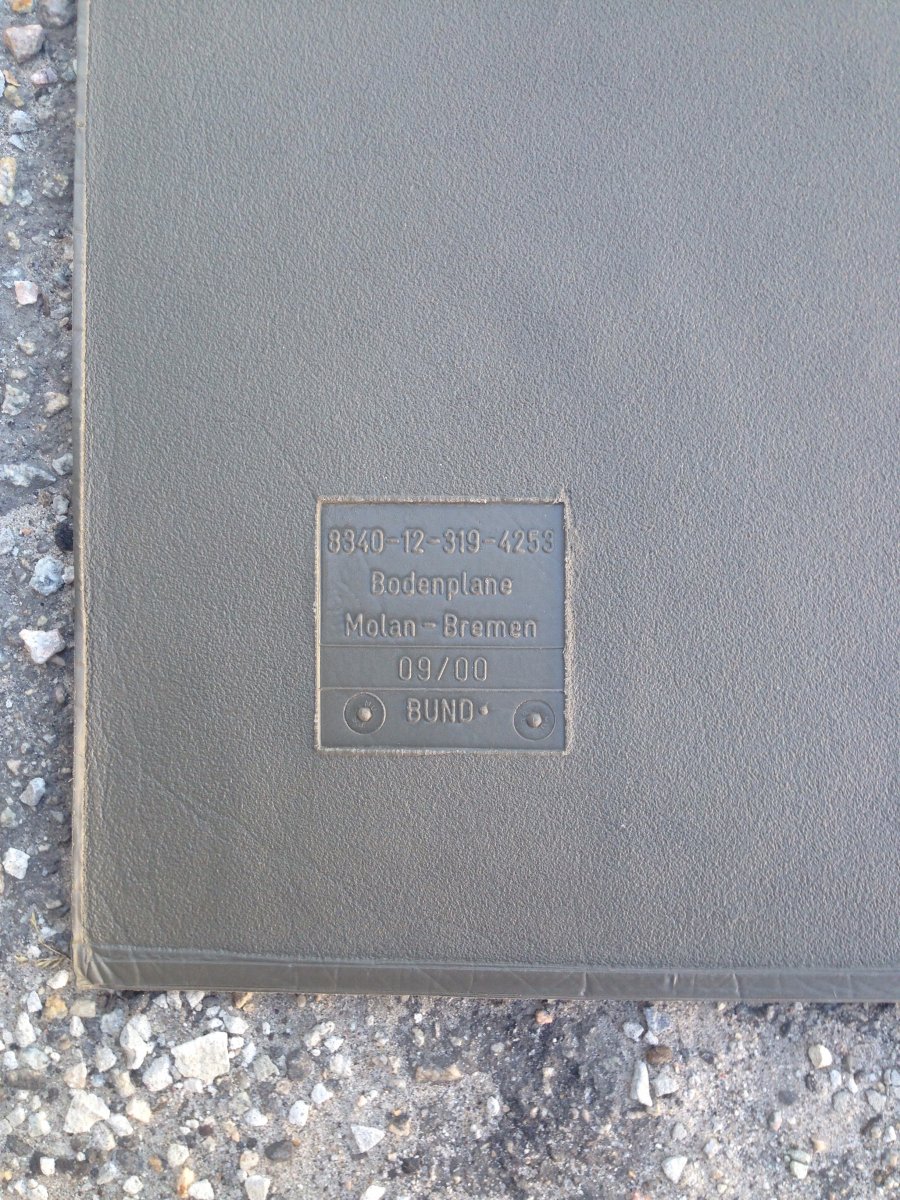 8340-12-319-4253
Bodenplane
Molan-Bremen
09/00
BUND